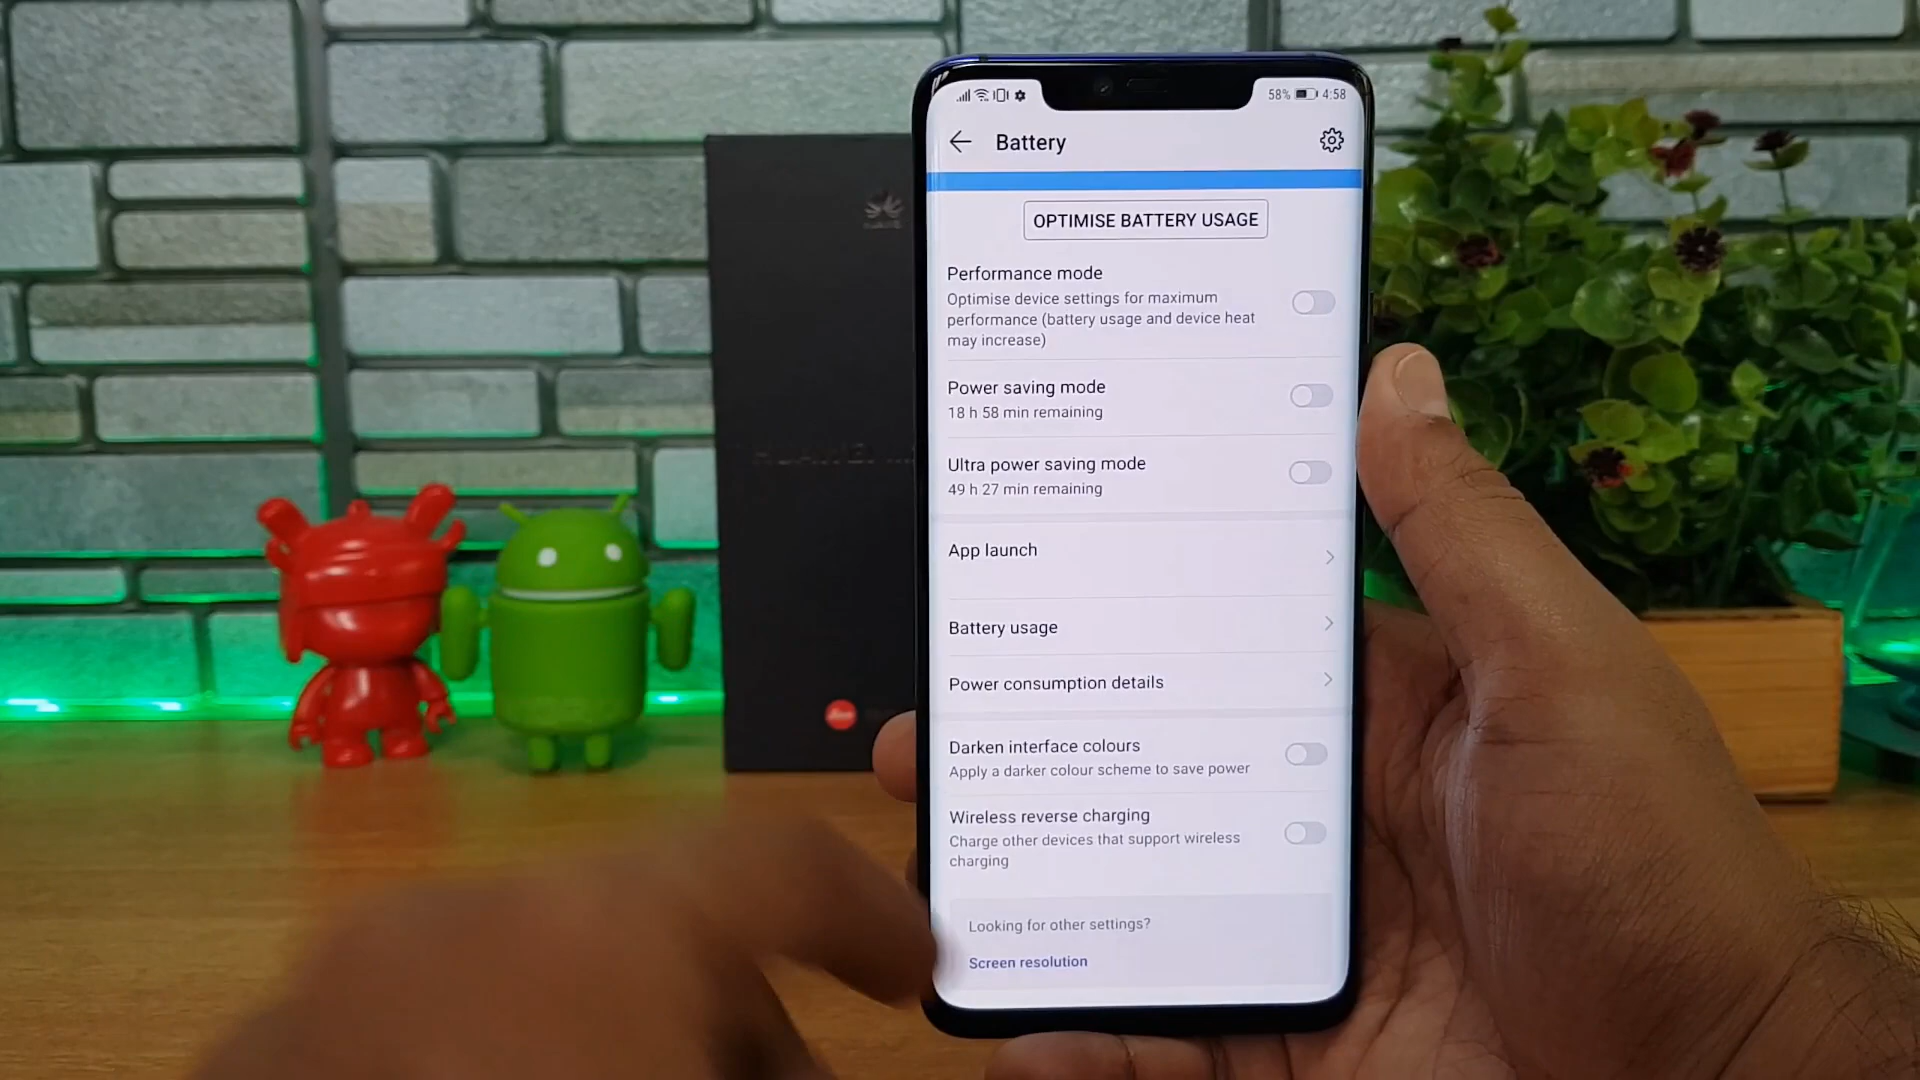 58% 4:58
Battery
OPTIMISE BATTERY USAGE
Performance mode
Optimise device settings for maximum
performance (battery usage and device heat
may increase)
Power saving mode
18 h 58 min remaining
Ultra power saving mode
49 h 27 min remaining
App launch
Battery usage
Power consumption details
Darken interface colours
Apply a darker colour scheme to save power
Wireless reverse charging
Charge other devices that support wireless
charging
Looking for other settings?
Screen resolution
HUAWEI